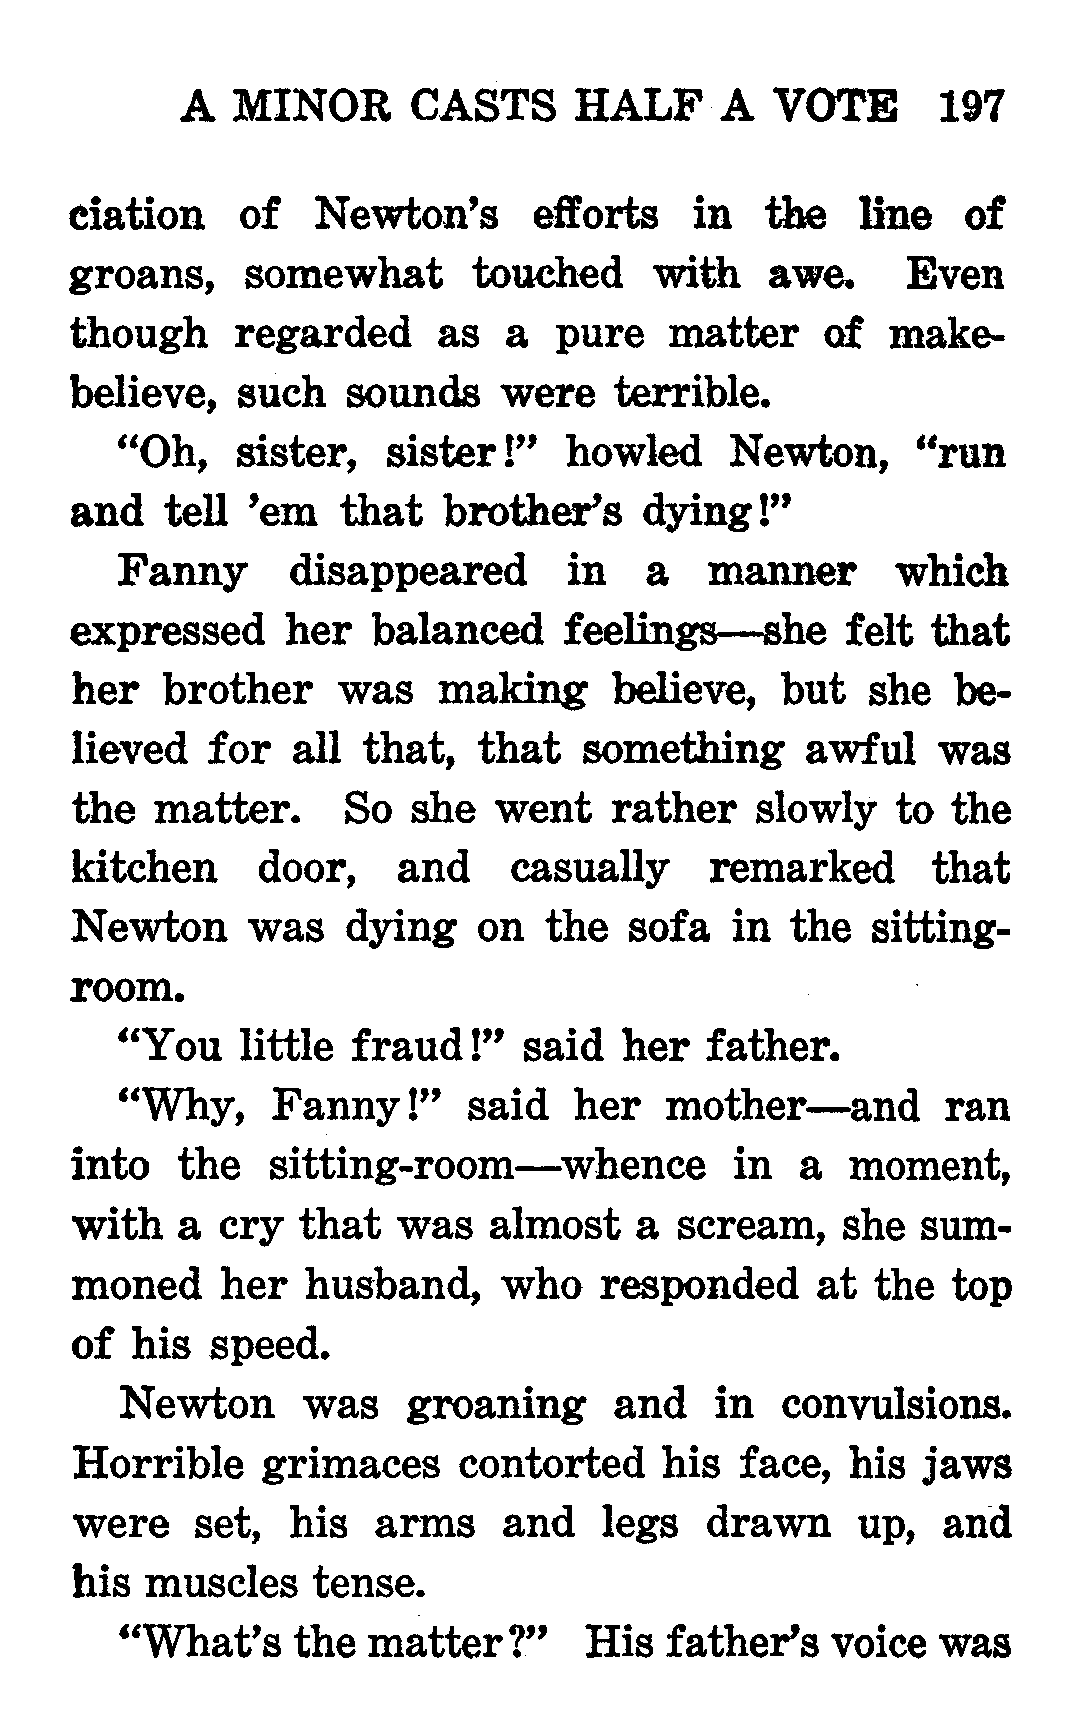 A MINOR CASTS HALF A VOTE 197
ciation of Newton's efforts in the line of
groans, somewhat touched with awe. Even
though regarded as a pure matter of make-
believe, such sounds were terrible.
“Oh, sister, sister!” howled Newton, “run
and tell ’em that brother's dying!”
Fanny disappeared in a manner which
expressed her balanced feelings—she felt that
her brother was making believe, but she be-
lieved for all that, that something awful was
the matter. So she went rather slowly to the
kitchen door, and casually remarked that
Newton was dying on the sofa in the sitting-
room.
“You little fraud!” said her father.
“Why, Fanny!” said her mother—and ran
into the sitting-room—whence in a moment,
with a cry that was almost a scream, she sum-
moned her husband, who responded at the top
of his speed.
Newton was groaning and in convulsions.
Horrible grimaces contorted his face, his jaws
were set, his arms and legs drawn up, and
his muscles tense.
“What's the matter?” His father's voice was